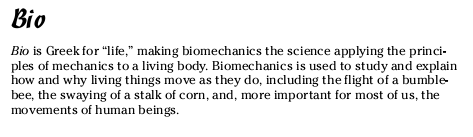 Bio
Bio is Greek for “life,” making biomechanics the science applying the princi-
ples of mechanics to a living body. Biomechanics is used to study and explain
how and why living things move as they do, including the flight of a bumble-
bee, the swaying of a stalk of corn, and, more important for most of us, the
movements of human beings.